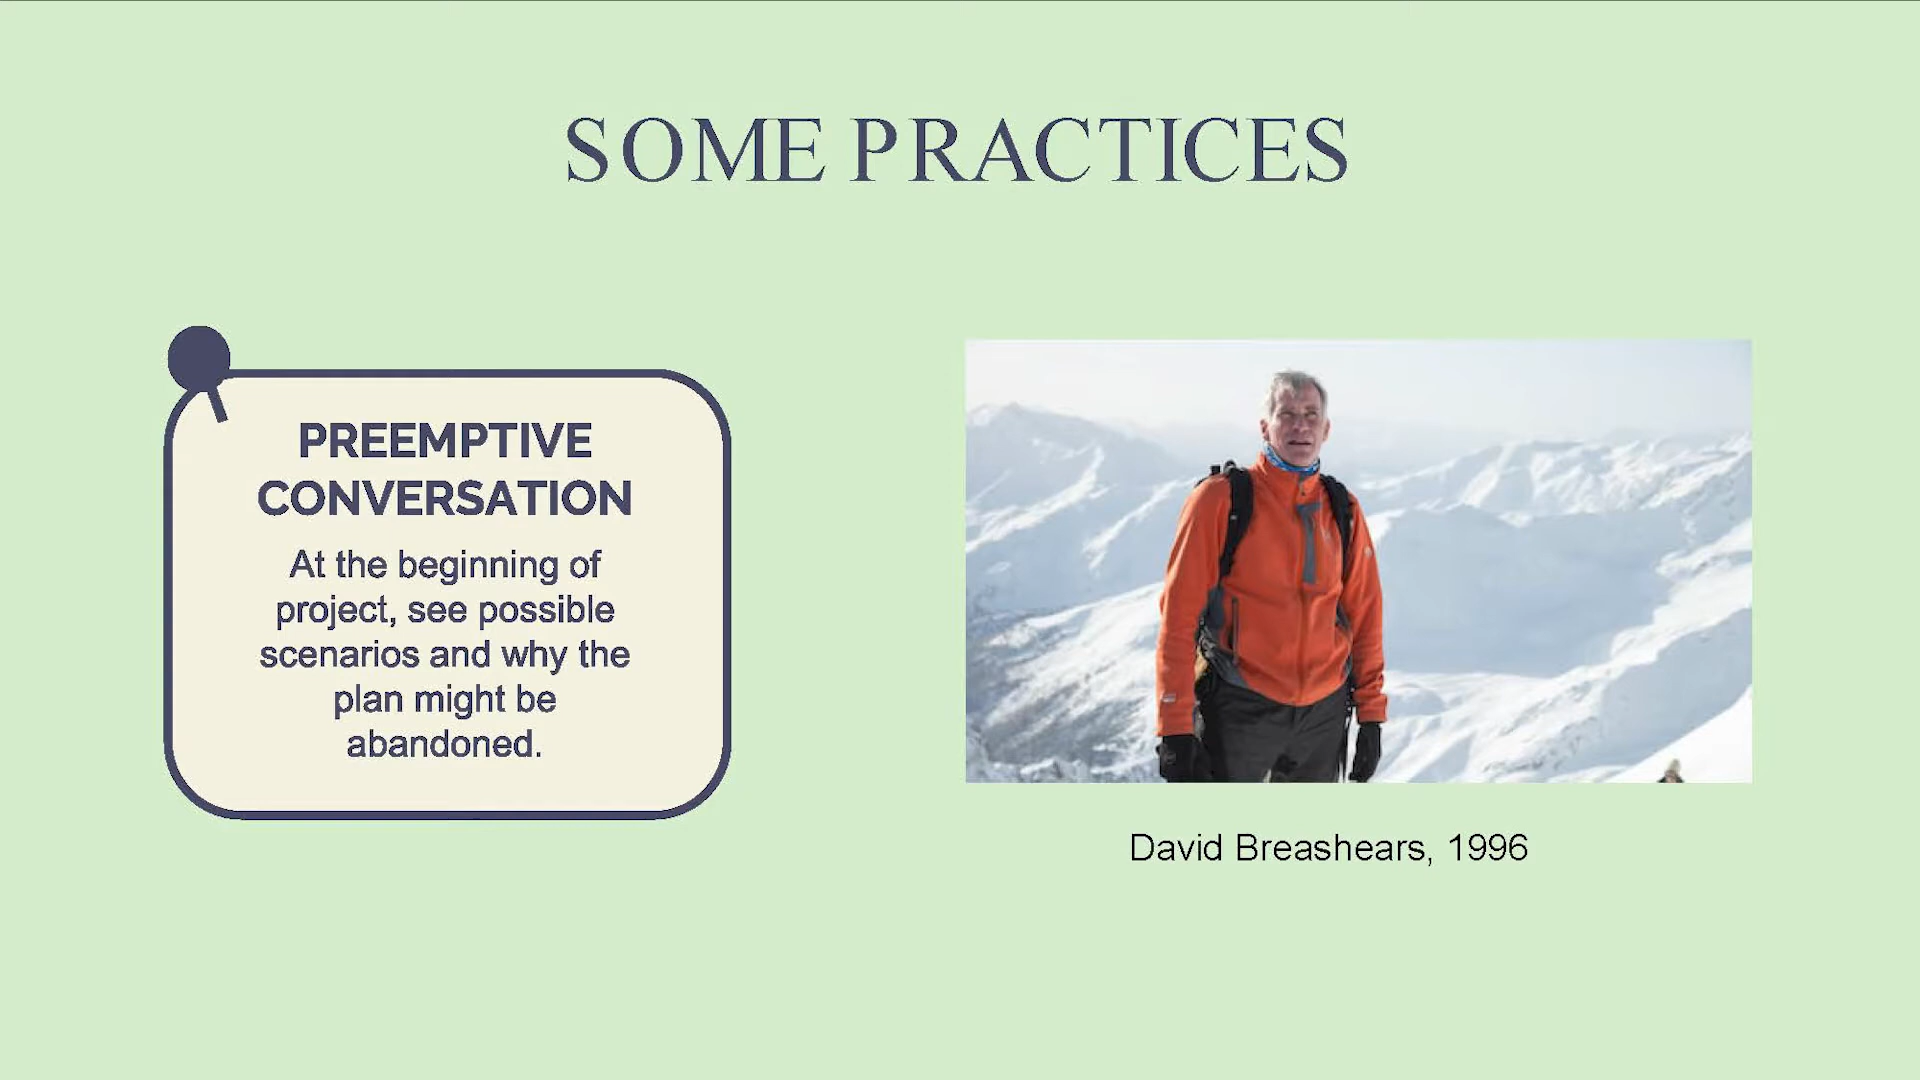 SOME PRACTICES
PREEMPTIVE
CONVERSATION
At the beginning of
project, see possible
scenarios and why the
plan might be
abandoned.
David Breashears, 1996